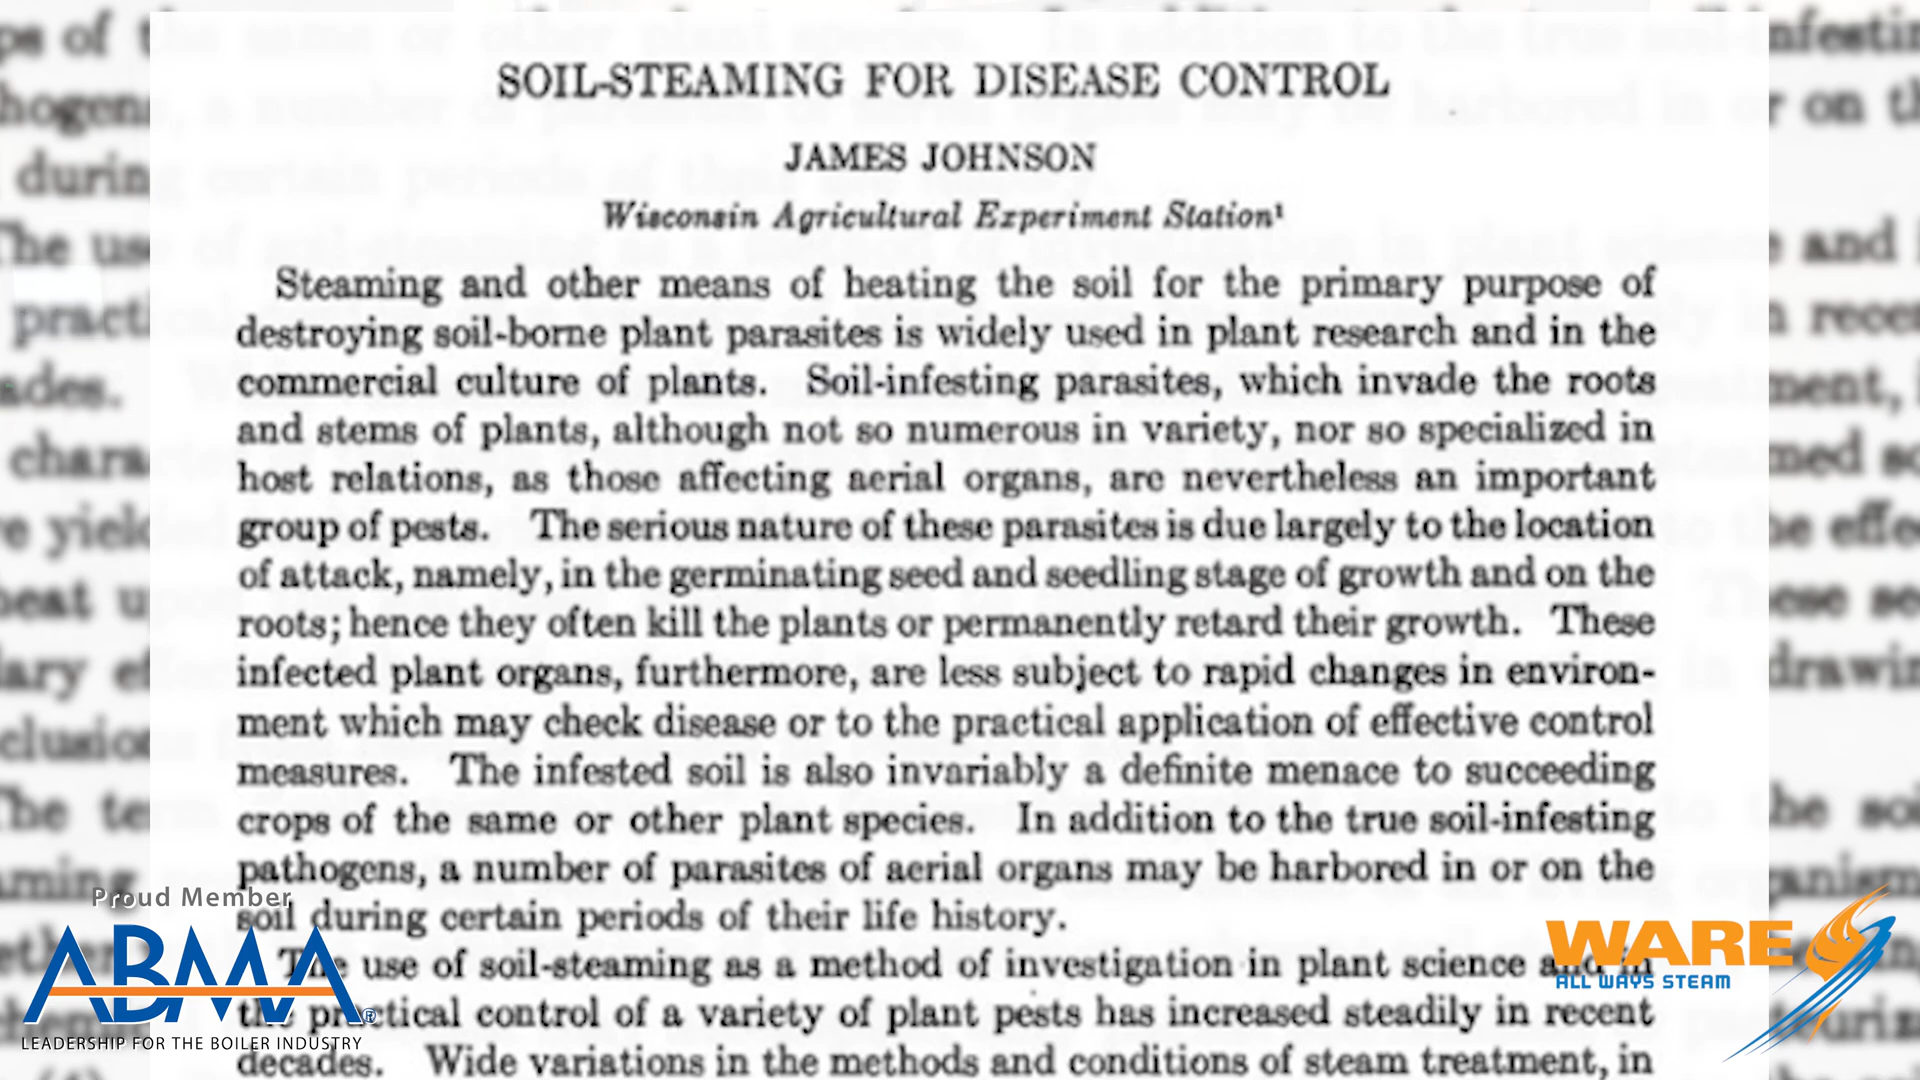 SOIL-STEAMING FOR DISEASE CONTROL
JAMES JOHNSON
Wisconsin Agricultural Experiment Station¹
Steaming and other means of heating the soil for the primary purpose of
destroying soil-borne plant parasites is widely used in plant research and in the
commercial culture of plants. Soil-infesting parasites, which invade the roots
and stems of plants, although not so numerous in variety, nor so specialized in
host relations, as those affecting aerial organs, are nevertheless an important
group of pests. The serious nature of these parasites is due largely to the location
of attack, namely, in the germinating seed and seedling stage of growth and on the
roots; hence they often kill the plants or permanently retard their growth. These
infected plant organs, furthermore, are less subject to rapid changes in environ-
ment which may check disease or to the practical application of effective control
measures. The infested soil is also invariably a definite menace to succeeding
crops of the same or other plant species. In addition to the true soil-infesting
pathogens, a number of parasites of aerial organs may be harbored in or on the
soil during certain periods of their life history.
The use of soil-steaming as a method of investigation in plant science and in
the practical control of a variety of plant pests has increased steadily in recent
decades. Wide variations in the methods and conditions of steam treatment, in
Proud Member
ABMA®
LEADERSHIP FOR THE BOILER INDUSTRY
WARE
ALL WAYS STEAM